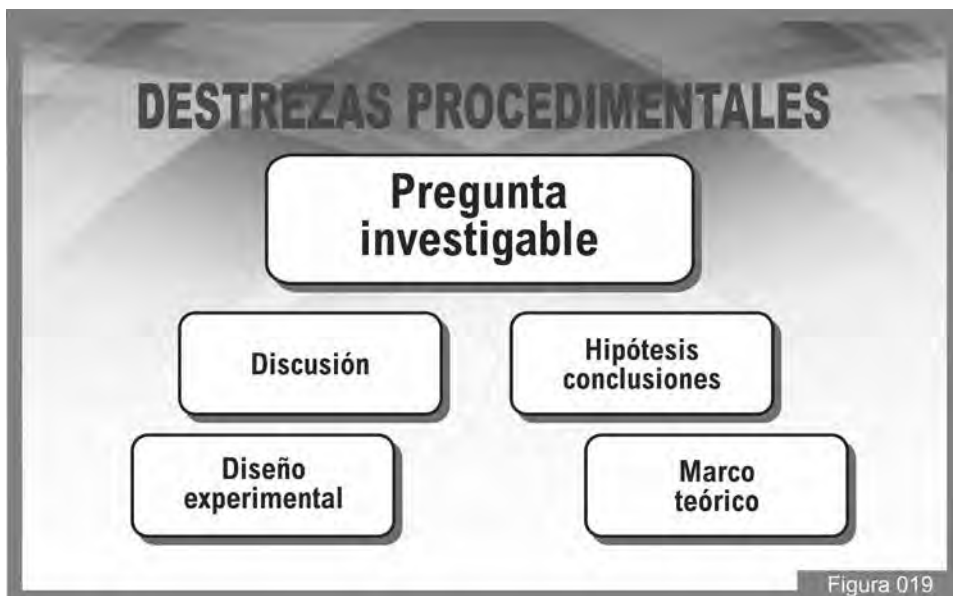 DESTREZAS PROCEDIMENTALES
Pregunta
investigable
Discusión
Hipótesis
conclusiones
Diseño
experimental
Marco
teórico
Figura 019